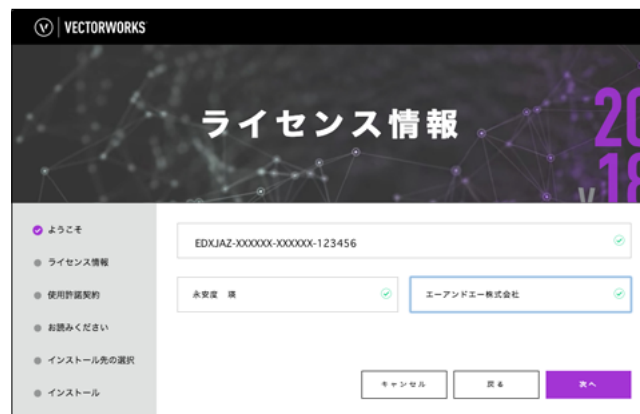 VECTORWORKS
ライセンス情報
20
18
V
ようこそ
ライセンス情報
使用許諾契約
お読みください
インストール先の選択
インストール
EDXJAZ-XXXXXX-XXXXXX-123456
永安度 瑛
エーアンドエー株式会社
キャンセル
戻る
次へ